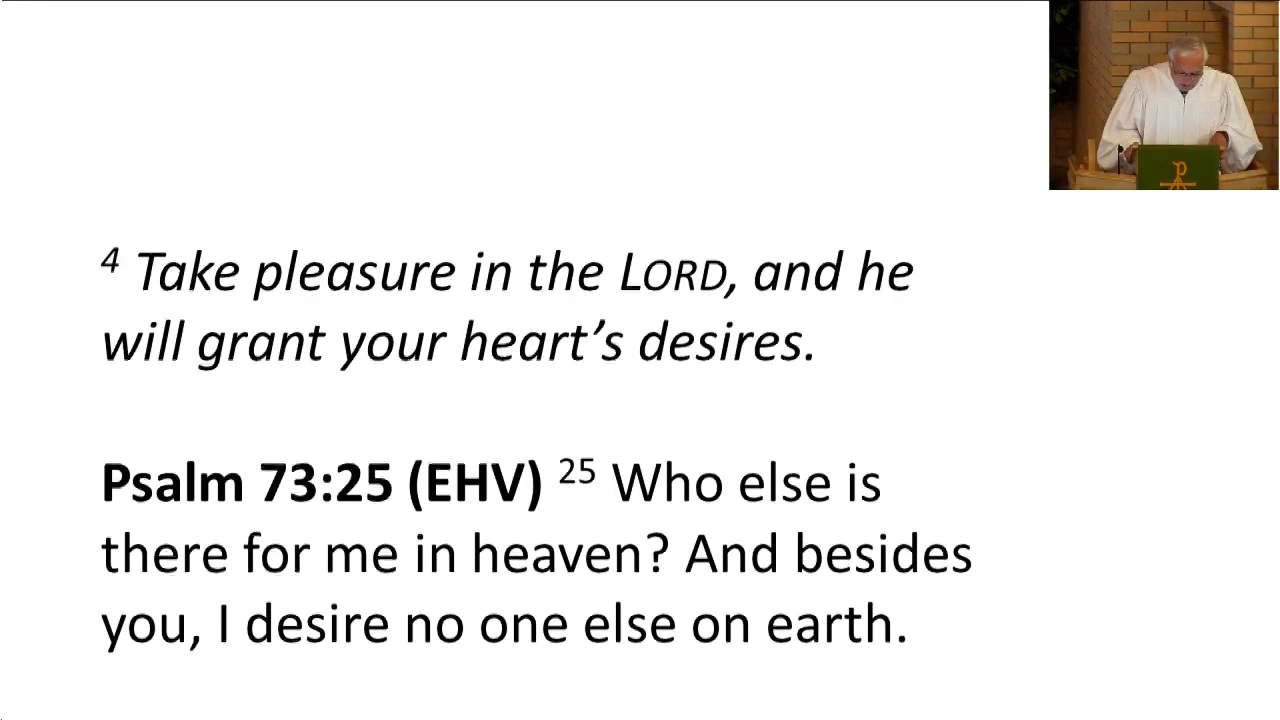 ⁴ Take pleasure in the LORD, and he
will grant your heart’s desires.
Psalm 73:25 (EHV) ²⁵ Who else is
there for me in heaven? And besides
you, I desire no one else on earth.